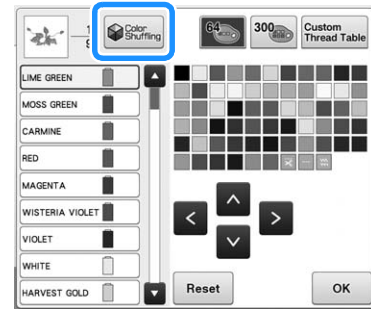 Color
Shuffling
64
300
Custom
Thread Table
LIME GREEN
MOSS GREEN
CARMINE
RED
MAGENTA
WISTERIA VIOLET
VIOLET
WHITE
HARVEST GOLD
Reset
OK